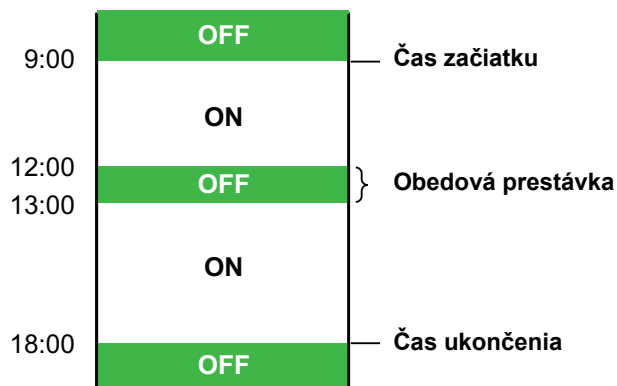 OFF
9:00
Čas začiatku
ON
12:00
OFF
Obedová prestávka
13:00
ON
18:00
Čas ukončenia
OFF